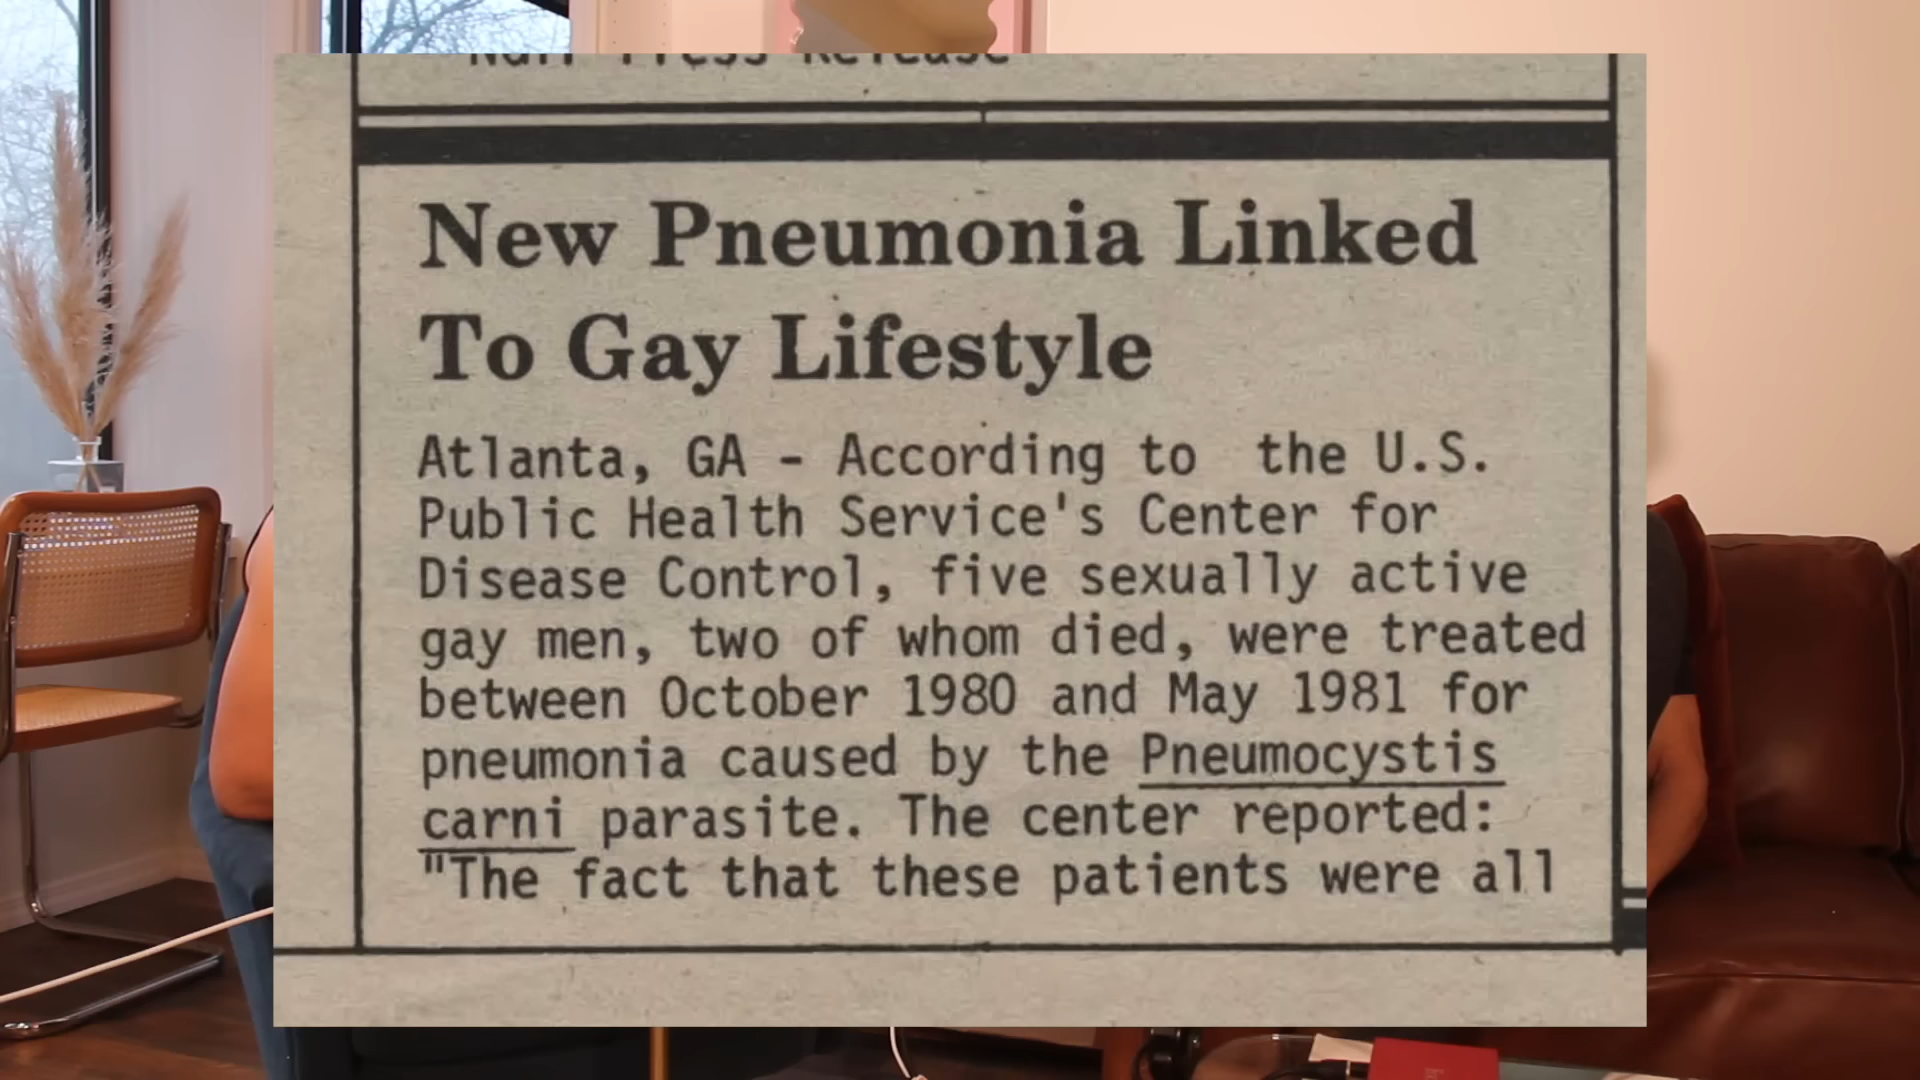 Press Release
New Pneumonia Linked
To Gay Lifestyle
Atlanta, GA - According to the U.S.
Public Health Service's Center for
Disease Control, five sexually active
gay men, two of whom died, were treated
between October 1980 and May 1981 for
pneumonia caused by the Pneumocystis
carni parasite. The center reported:
"The fact that these patients were all